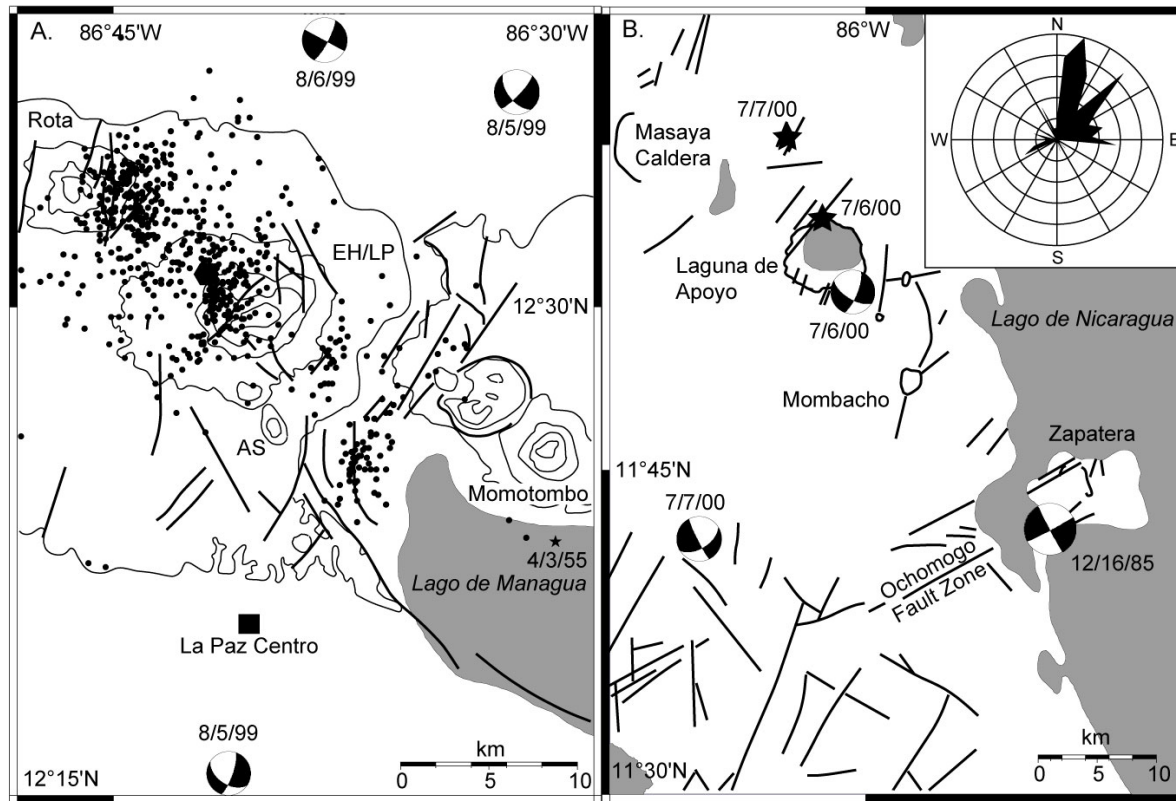 A.
86°45'W
86°30'W
8/6/99
8/5/99
Rota
EH/LP
12°30'N
AS
Momotombo
4/3/55
Lago de Managua
La Paz Centro
8/5/99
km
0 5 10
12°15'N
B.
86°W
N
W
E
S
7/7/00
Masaya
Caldera
7/6/00
Laguna de
Apoyo
7/6/00
Lago de Nicaragua
Mombacho
Zapatera
11°45'N
7/7/00
Ochomogo
Fault Zone
12/16/85
km
0 5 10
11°30'N